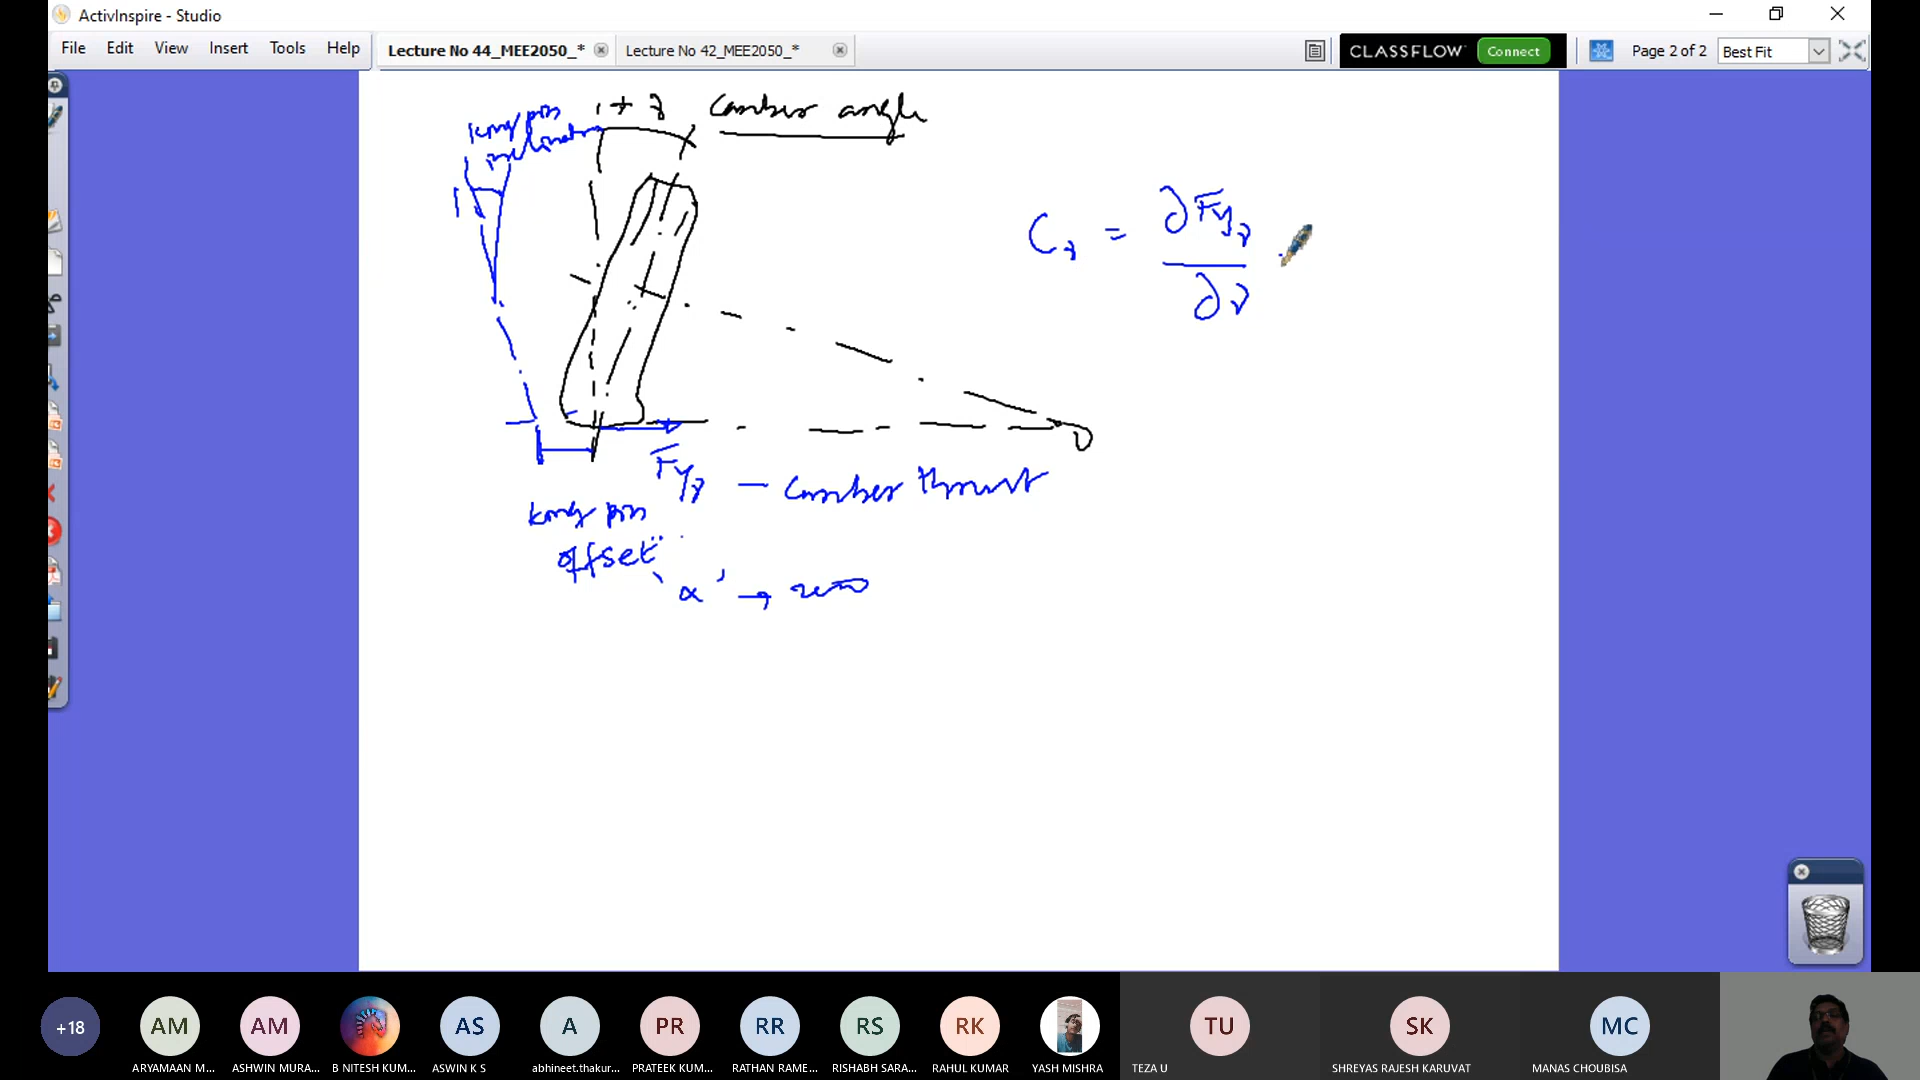 ActivInspire - Studio
File Edit View Insert Tools Help
Lecture No 44_MEE2050_* Lecture No 42_MEE2050_*
CLASSFLOW Connect
Page 2 of 2 Best Fit
+ γ Camber angle
king pin
C γ = ∂Fyγ
∂γ
Fyγ — Camber thrust
king pin
offset
'α' → zero
+18 AM AM AS A PR RR RS RK TU SK MC
ARYAMAAN M... ASHWIN MURA... B NITESH KUM... ASWIN K S abhineet.thakur... PRATEEK KUM... RATHAN RAME... RISHABH SARA... RAHUL KUMAR YASH MISHRA TEZA U SHREYAS RAJESH KARUVAT MANAS CHOUBISA